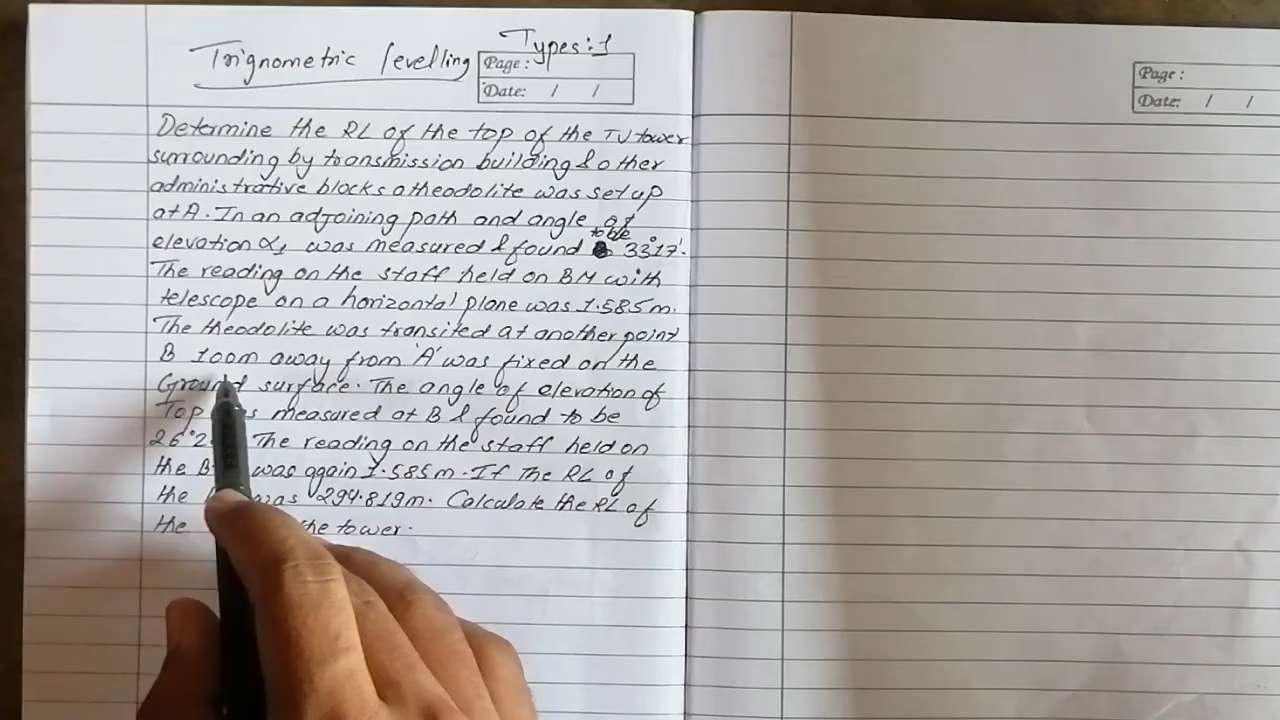 Types:1
Trignometric levelling
Page:
Date: / /
Page:
Date: / /
Determine the RL of the top of the TV tower
surrounding by transmission building & other
administrative blocks a theodolite was set up
at A. In an adjoining path and angle of
elevation α₁ was measured & found to be 33°17'.
The reading on the staff held on BM with
telescope on a horizontal plane was 1.585m.
The theodolite was transited at another point
B 100m away from 'A' was fixed on the
Ground surface. The angle of elevation of
Top measured at B & found to be
The reading on the staff held on
the was again 1.585m. If the RL of
the 294.819m. Calculate the RL of
the the tower.